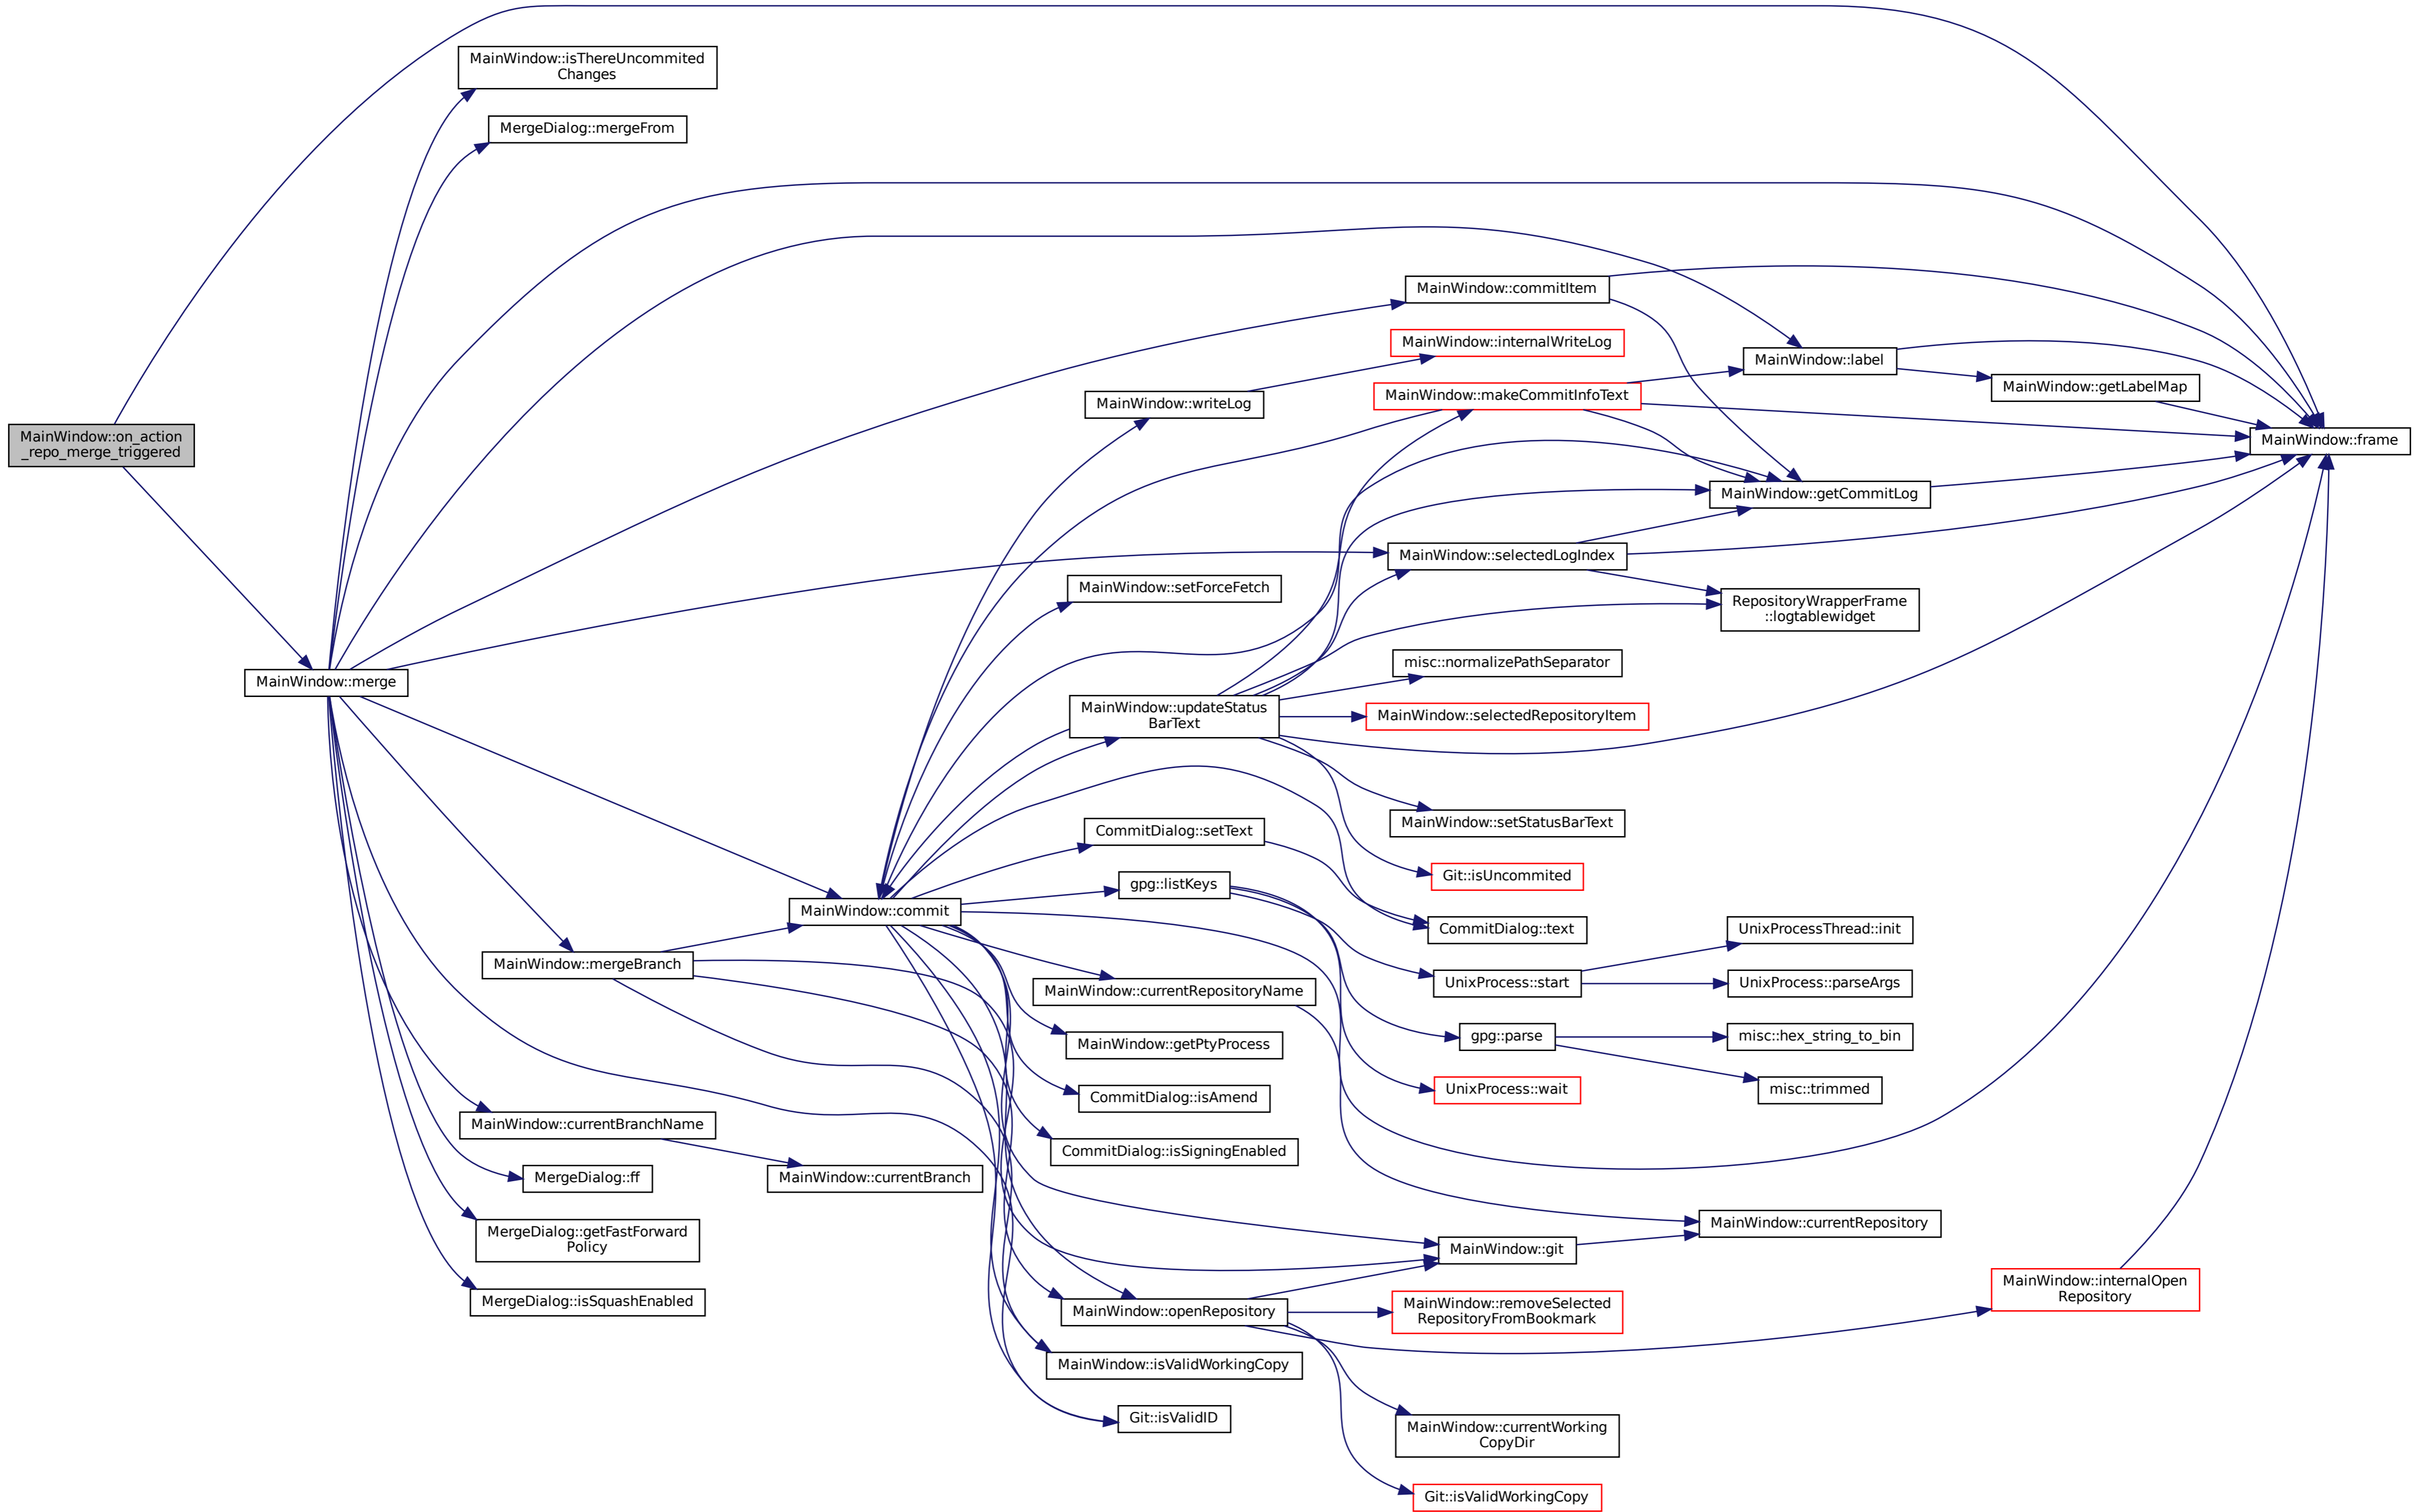 MainWindow::on_action
_repo_merge_triggered
MainWindow::merge
MainWindow::isThereUncommited
Changes
MergeDialog::mergeFrom
MainWindow::mergeBranch
MainWindow::currentBranchName
MergeDialog::ff
MergeDialog::getFastForward
Policy
MergeDialog::isSquashEnabled
MainWindow::commit
MainWindow::currentBranch
MainWindow::writeLog
MainWindow::setForceFetch
MainWindow::updateStatus
BarText
CommitDialog::setText
gpg::listKeys
MainWindow::currentRepositoryName
MainWindow::getPtyProcess
CommitDialog::isAmend
CommitDialog::isSigningEnabled
MainWindow::openRepository
MainWindow::isValidWorkingCopy
Git::isValidID
MainWindow::commitItem
MainWindow::internalWriteLog
MainWindow::makeCommitInfoText
MainWindow::selectedLogIndex
misc::normalizePathSeparator
MainWindow::selectedRepositoryItem
MainWindow::setStatusBarText
Git::isUncommited
CommitDialog::text
UnixProcess::start
gpg::parse
UnixProcess::wait
MainWindow::git
MainWindow::removeSelected
RepositoryFromBookmark
MainWindow::currentWorking
CopyDir
Git::isValidWorkingCopy
MainWindow::label
MainWindow::getCommitLog
RepositoryWrapperFrame
::logtablewidget
UnixProcessThread::init
UnixProcess::parseArgs
misc::hex_string_to_bin
misc::trimmed
MainWindow::currentRepository
MainWindow::getLabelMap
MainWindow::internalOpen
Repository
MainWindow::frame